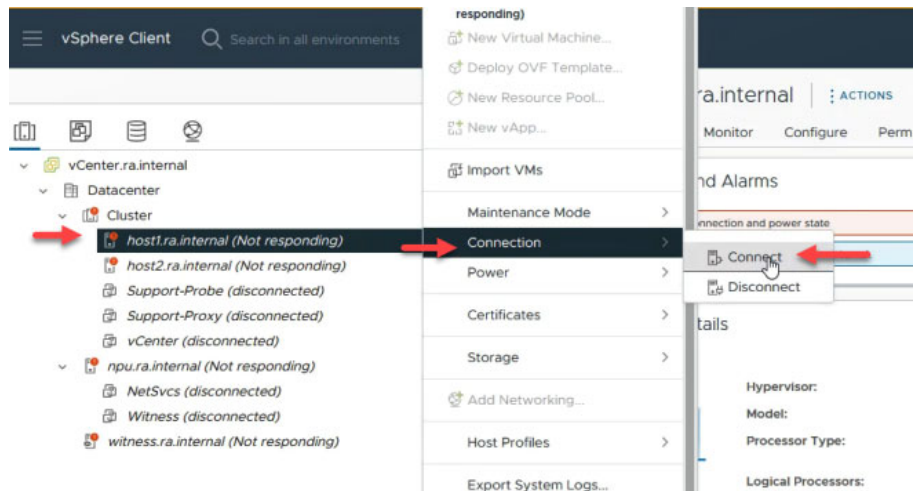 vSphere Client
Search in all environments
vCenter.ra.internal
Datacenter
Cluster
host1.ra.internal (Not responding)
host2.ra.internal (Not responding)
Support-Probe (disconnected)
Support-Proxy (disconnected)
vCenter (disconnected)
npu.ra.internal (Not responding)
NetSvcs (disconnected)
Witness (disconnected)
witness.ra.internal (Not responding)
responding)
New Virtual Machine...
Deploy OVF Template...
New Resource Pool...
New vApp...
Import VMs
Maintenance Mode
Connection
Power
Certificates
Storage
Add Networking...
Host Profiles
Export System Logs...
Connect
Disconnect
ra.internal
ACTIONS
Monitor Configure Perm
nd Alarms
nnection and power state
tails
Hypervisor:
Model:
Processor Type:
Logical Processors: